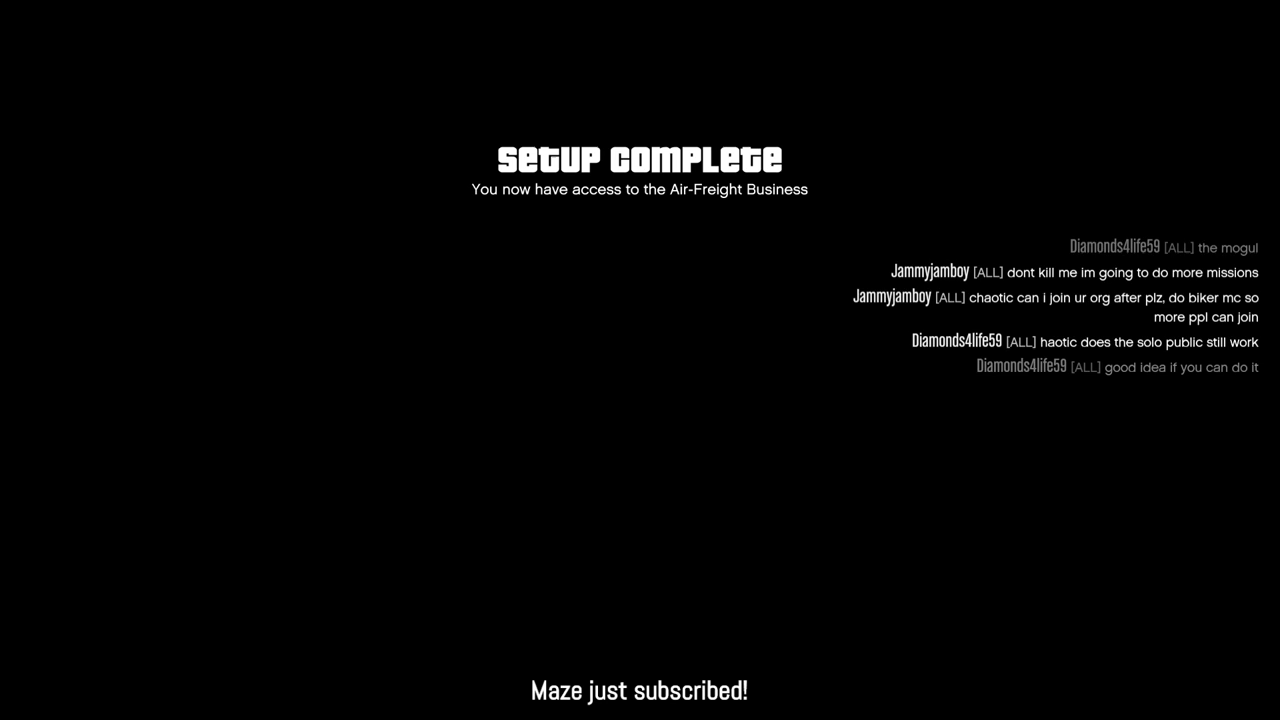 SETUP COMPLETE
You now have access to the Air-Freight Business
Diamonds4life59 [ALL] the mogul
Jammyjamboy [ALL] dont kill me im going to do more missions
Jammyjamboy [ALL] chaotic can i join ur org after plz, do biker mc so
more ppl can join
Diamonds4life59 [ALL] haotic does the solo public still work
Diamonds4life59 [ALL] good idea if you can do it
Maze just subscribed!